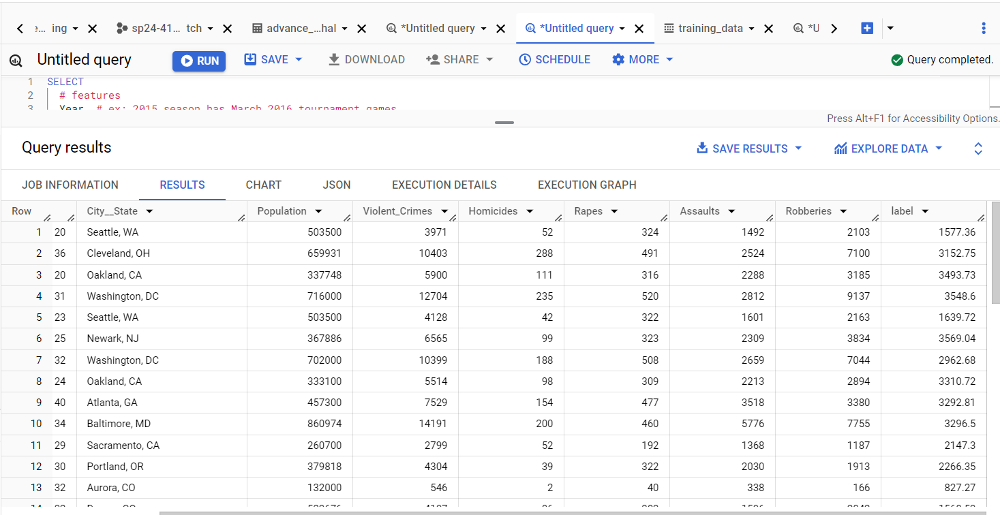 e... ing sp24-41... tch advance_...hal *Untitled query *Untitled query training_data *U
Untitled query RUN SAVE DOWNLOAD SHARE SCHEDULE MORE Query completed.
1 SELECT
2 # features
3 Year # ex: 2015 season has March 2016 tournament games
Press Alt+F1 for Accessibility Options.
Query results SAVE RESULTS EXPLORE DATA
JOB INFORMATION RESULTS CHART JSON EXECUTION DETAILS EXECUTION GRAPH
Row City__State Population Violent_Crimes Homicides Rapes Assaults Robberies label
1 20 Seattle, WA 503500 3971 52 324 1492 2103 1577.36
2 36 Cleveland, OH 659931 10403 288 491 2524 7100 3152.75
3 20 Oakland, CA 337748 5900 111 316 2288 3185 3493.73
4 31 Washington, DC 716000 12704 235 520 2812 9137 3548.6
5 23 Seattle, WA 503500 4128 42 322 1601 2163 1639.72
6 25 Newark, NJ 367886 6565 99 323 2309 3834 3569.04
7 32 Washington, DC 702000 10399 188 508 2659 7044 2962.68
8 24 Oakland, CA 333100 5514 98 309 2213 2894 3310.72
9 40 Atlanta, GA 457300 7529 154 477 3518 3380 3292.81
10 34 Baltimore, MD 860974 14191 200 460 5776 7755 3296.5
11 29 Sacramento, CA 260700 2799 52 192 1368 1187 2147.3
12 30 Portland, OR 379818 4304 39 322 2030 1913 2266.35
13 32 Aurora, CO 132000 546 2 40 338 166 827.27